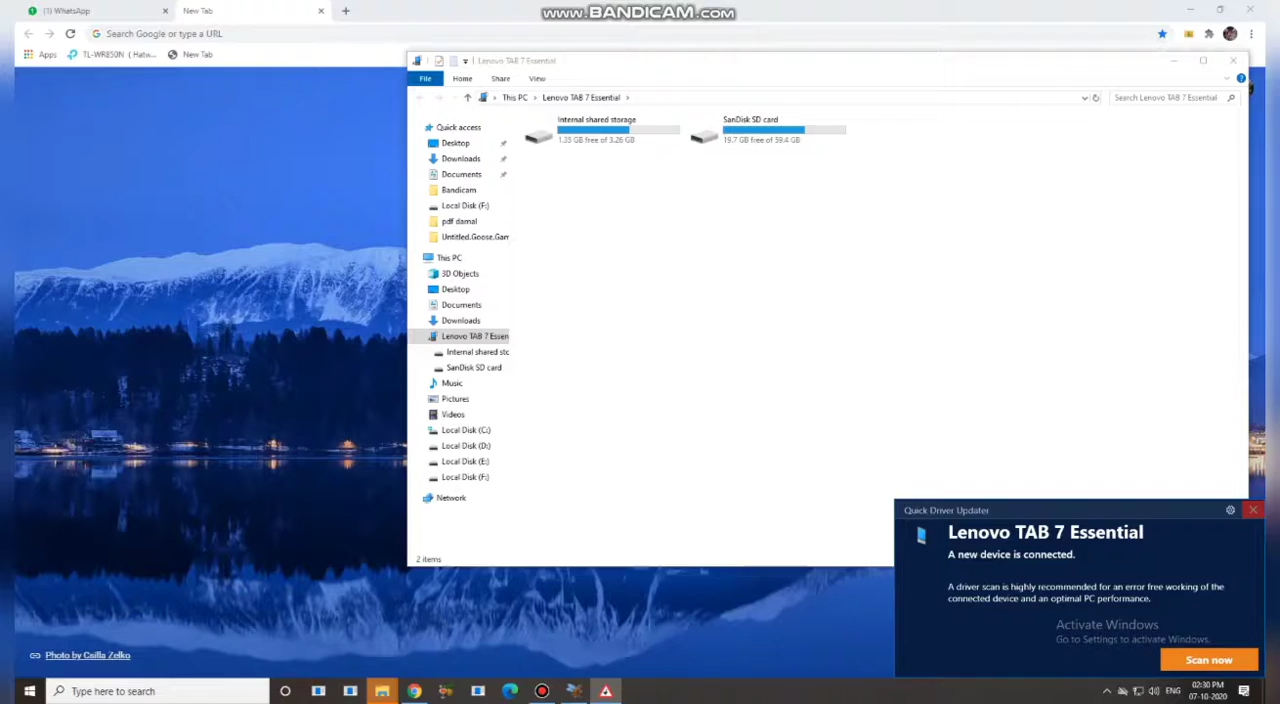 (1) WhatsApp
New Tab
www.BANDICAM.com
Search Google or type a URL
Apps
TL-WR850N ( Hatw...
New Tab
Lenovo TAB 7 Essential
File
Home
Share
View
This PC
Lenovo TAB 7 Essential
Search Lenovo TAB 7 Essential
Quick access
Desktop
Downloads
Documents
Bandicam
Local Disk (F:)
pdf damal
Untitled.Goose.Gam
This PC
3D Objects
Desktop
Documents
Downloads
Lenovo TAB 7 Essen
Internal shared stc
SanDisk SD card
Music
Pictures
Videos
Local Disk (C:)
Local Disk (D:)
Local Disk (E:)
Local Disk (F:)
Network
Internal shared storage
1.33 GB free of 3.26 GB
SanDisk SD card
19.7 GB free of 59.4 GB
2 items
Quick Driver Updater
Lenovo TAB 7 Essential
A new device is connected.
A driver scan is highly recommended for an error free working of the
connected device and an optimal PC performance.
Activate Windows
Go to Settings to activate Windows.
Scan now
Photo by Csilla Zelko
Type here to search
ENG
02:30 PM
07-10-2020